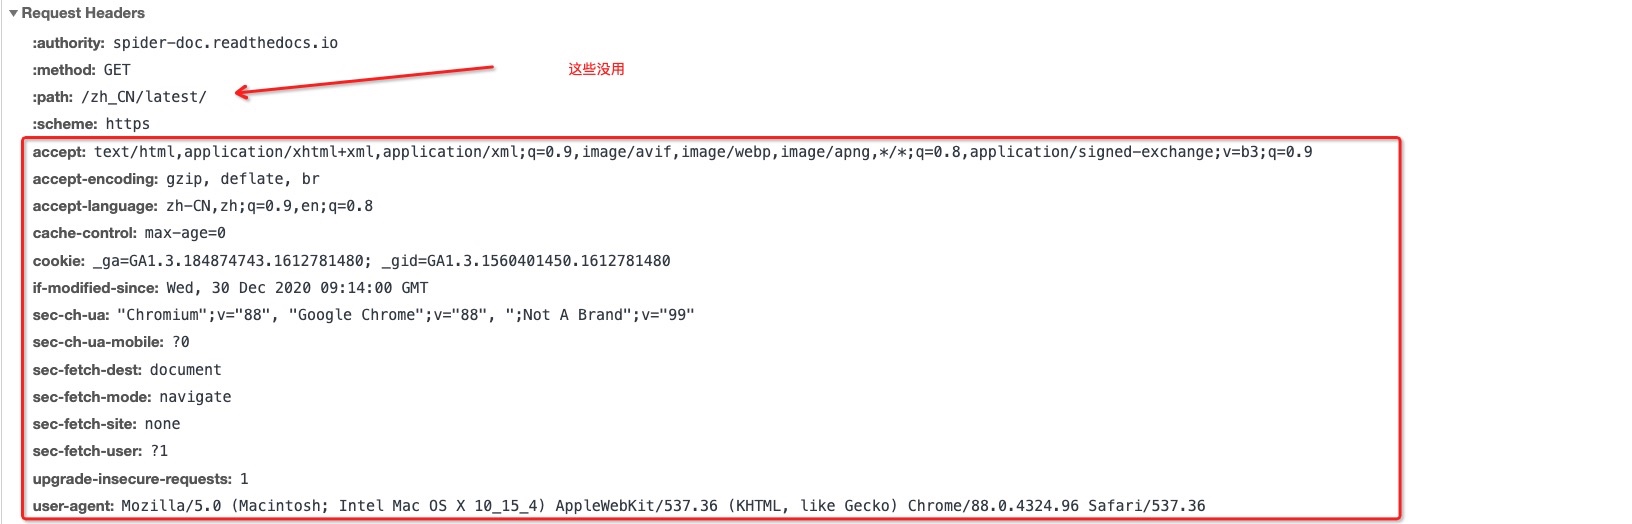 Request Headers
:authority: spider-doc.readthedocs.io
:method: GET
这些没用
:path: /zh_CN/latest/
:scheme: https
accept: text/html,application/xhtml+xml,application/xml;q=0.9,image/avif,image/webp,image/apng,*/*;q=0.8,application/signed-exchange;v=b3;q=0.9
accept-encoding: gzip, deflate, br
accept-language: zh-CN,zh;q=0.9,en;q=0.8
cache-control: max-age=0
cookie: _ga=GA1.3.184874743.1612781480; _gid=GA1.3.1560401450.1612781480
if-modified-since: Wed, 30 Dec 2020 09:14:00 GMT
sec-ch-ua: "Chromium";v="88", "Google Chrome";v="88", ";Not A Brand";v="99"
sec-ch-ua-mobile: ?0
sec-fetch-dest: document
sec-fetch-mode: navigate
sec-fetch-site: none
sec-fetch-user: ?1
upgrade-insecure-requests: 1
user-agent: Mozilla/5.0 (Macintosh; Intel Mac OS X 10_15_4) AppleWebKit/537.36 (KHTML, like Gecko) Chrome/88.0.4324.96 Safari/537.36